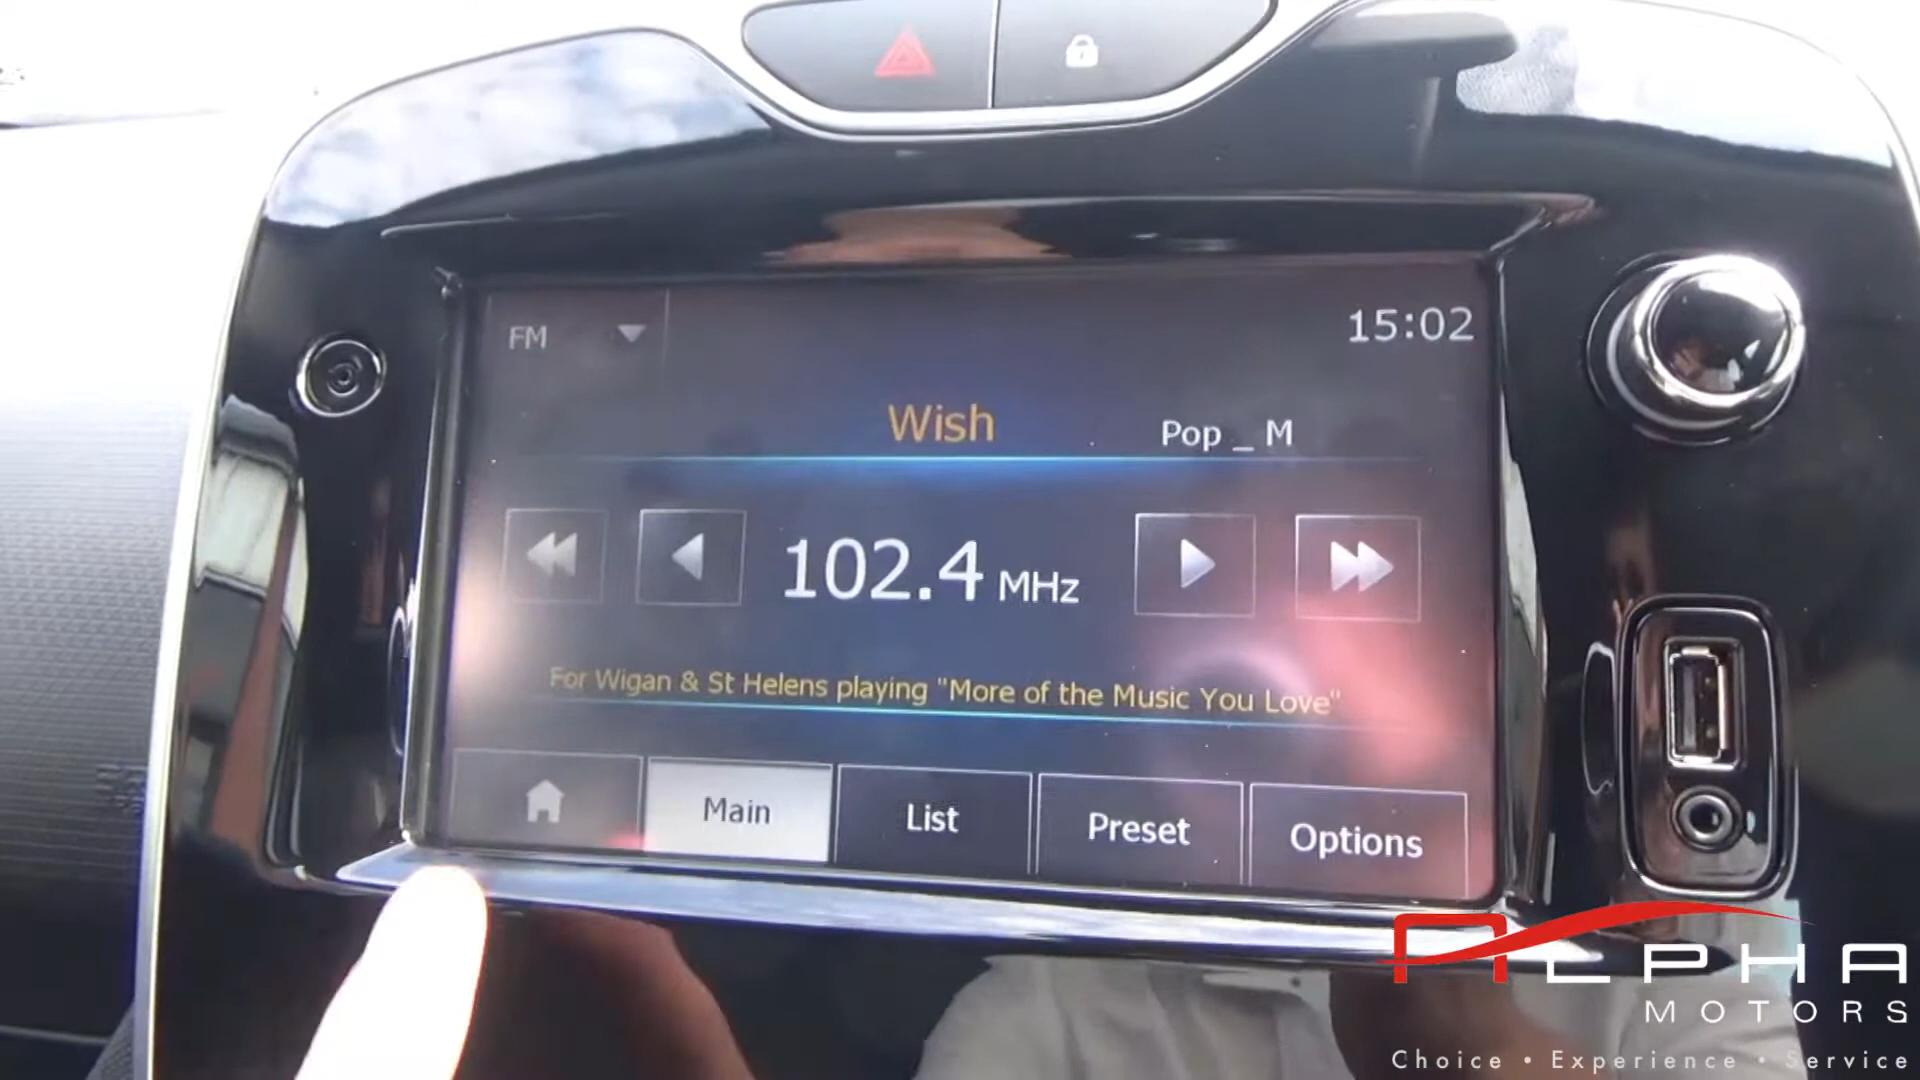 FM
15:02
Wish
Pop _ M
102.4 MHz
For Wigan & St Helens playing "More of the Music You Love"
Main
List
Preset
Options
ALPHA
MOTORS
Choice • Experience • Service